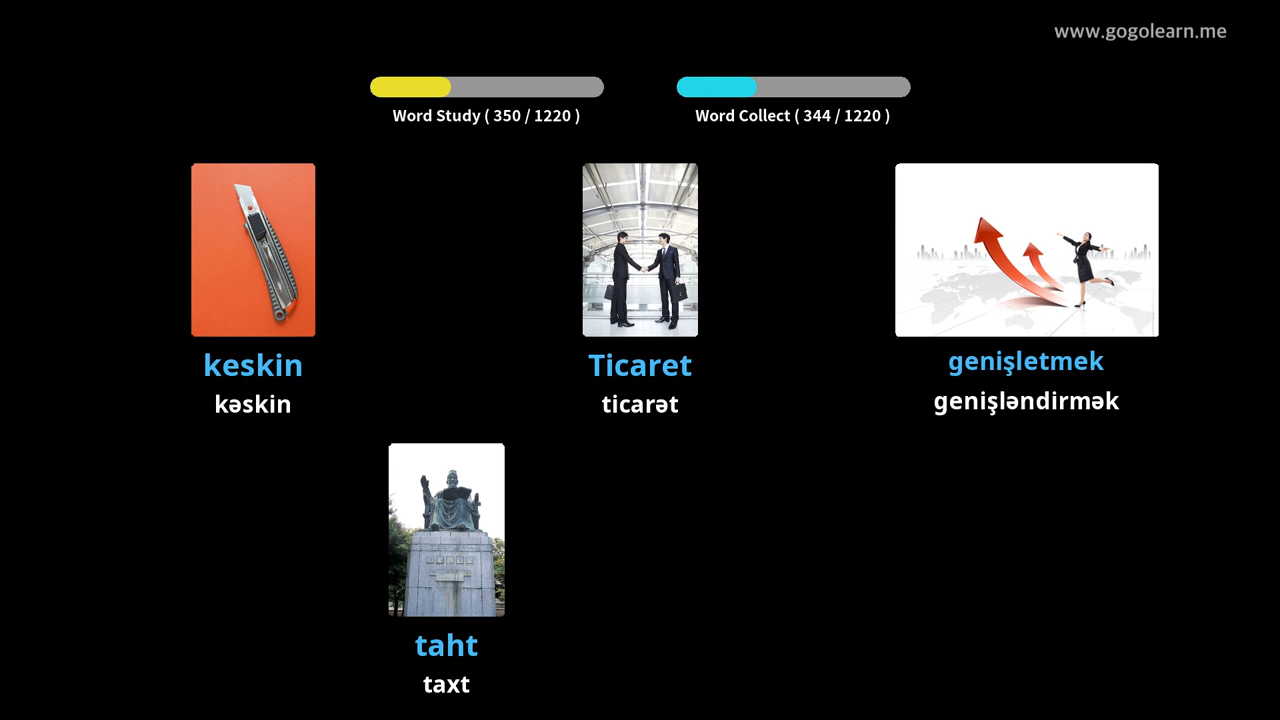 www.gogolearn.me
Word Study ( 350 / 1220 )
Word Collect ( 344 / 1220 )
keskin
kəskin
Ticaret
ticarət
genişletmek
genişləndirmək
taht
taxt